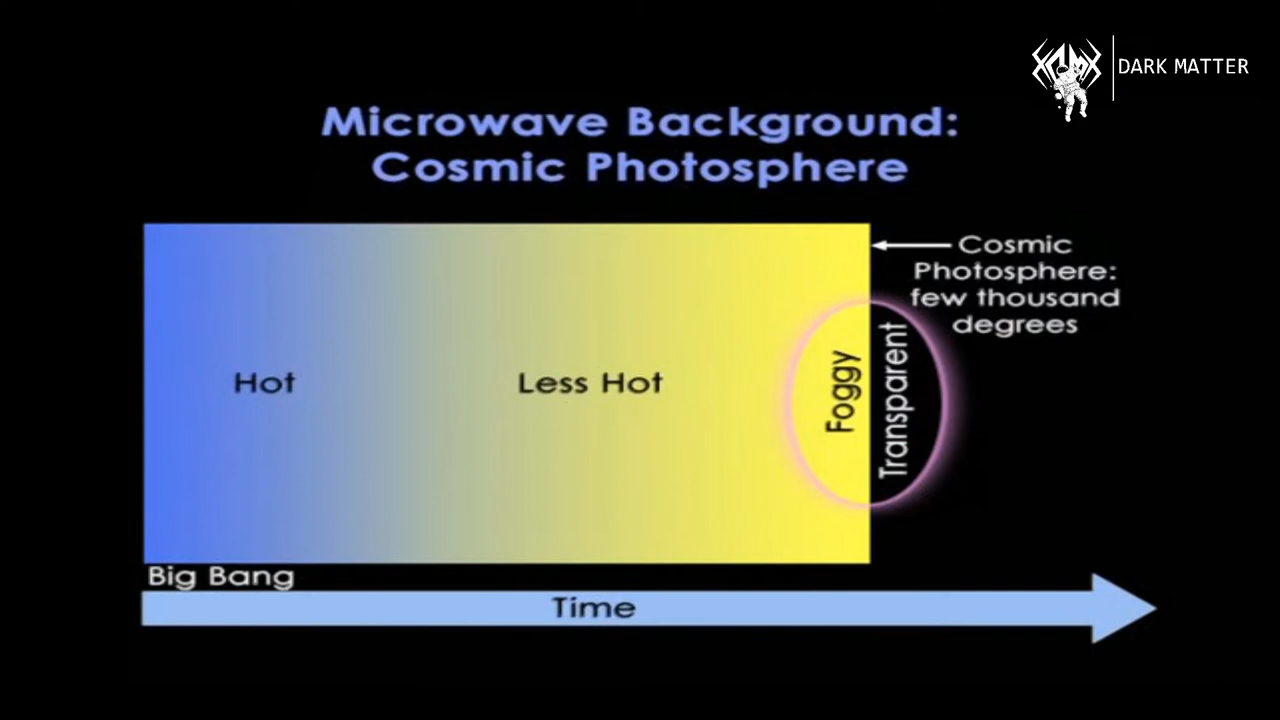 DARK MATTER
Microwave Background:
Cosmic Photosphere
Cosmic
Photosphere:
few thousand
degrees
Hot
Less Hot
Foggy
Transparent
Big Bang
Time